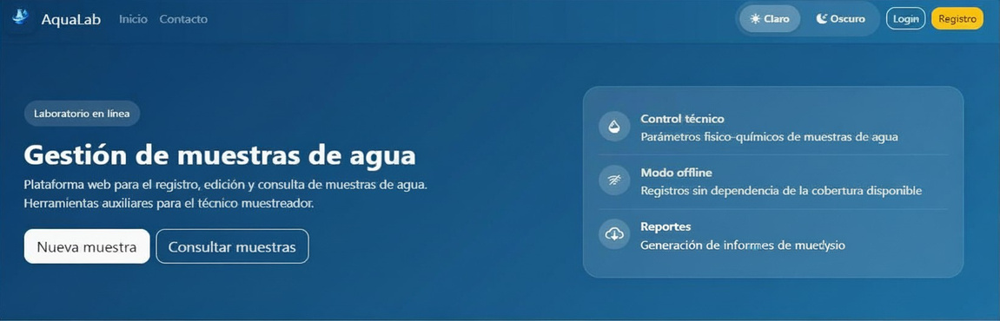 AquaLab Inicio Contacto Claro Oscuro Login Registro
Laboratorio en línea
Gestión de muestras de agua
Plataforma web para el registro, edición y consulta de muestras de agua.
Herramientas auxiliares para el técnico muestreador.
Nueva muestra Consultar muestras
Control técnico
Parámetros fisico-químicos de muestras de agua
Modo offline
Registros sin dependencia de la cobertura disponible
Reportes
Generación de informes de